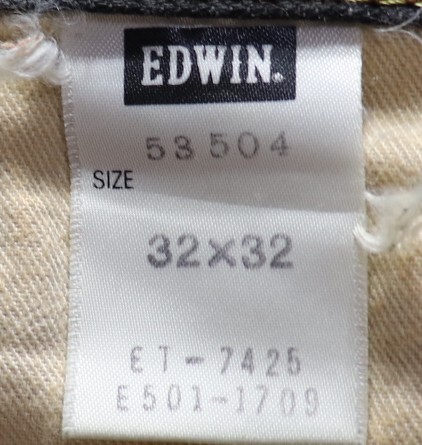 EDWIN.
53504
SIZE
32×32
ET-7425
E501-1709